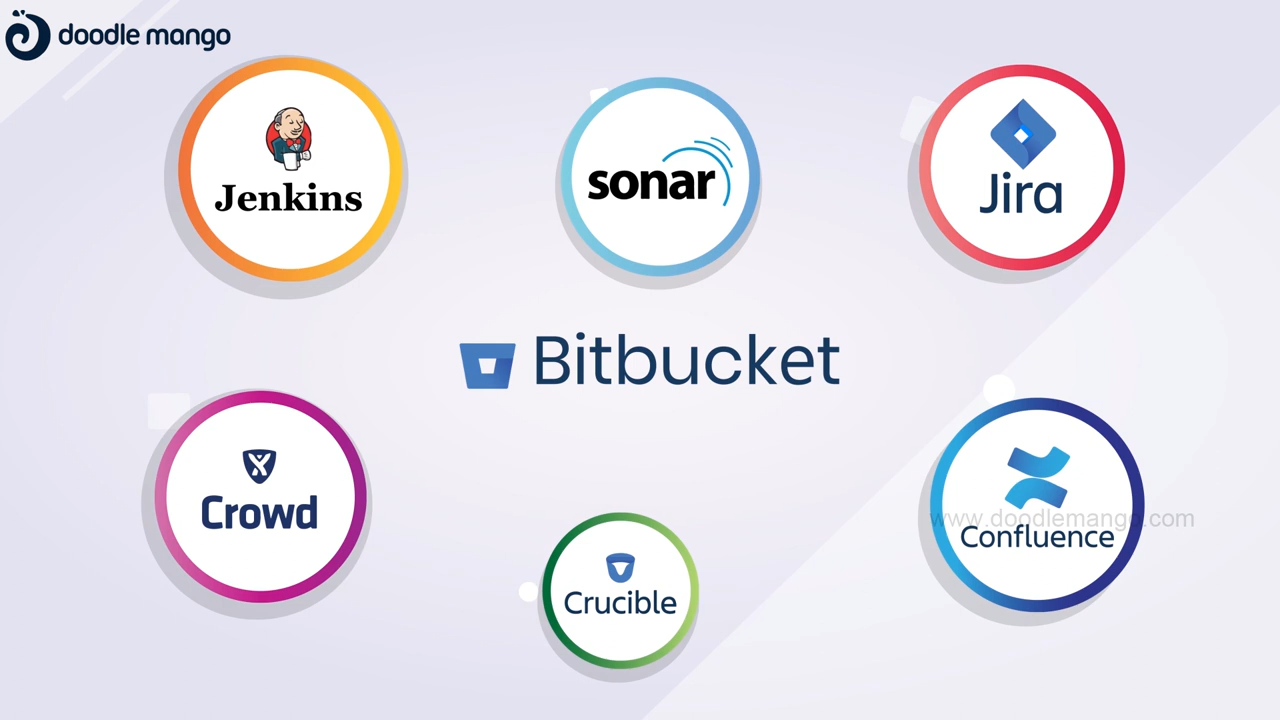 doodle mango
Jenkins
sonar
Jira
Bitbucket
Crowd
Crucible
www.doodlemango.com
Confluence